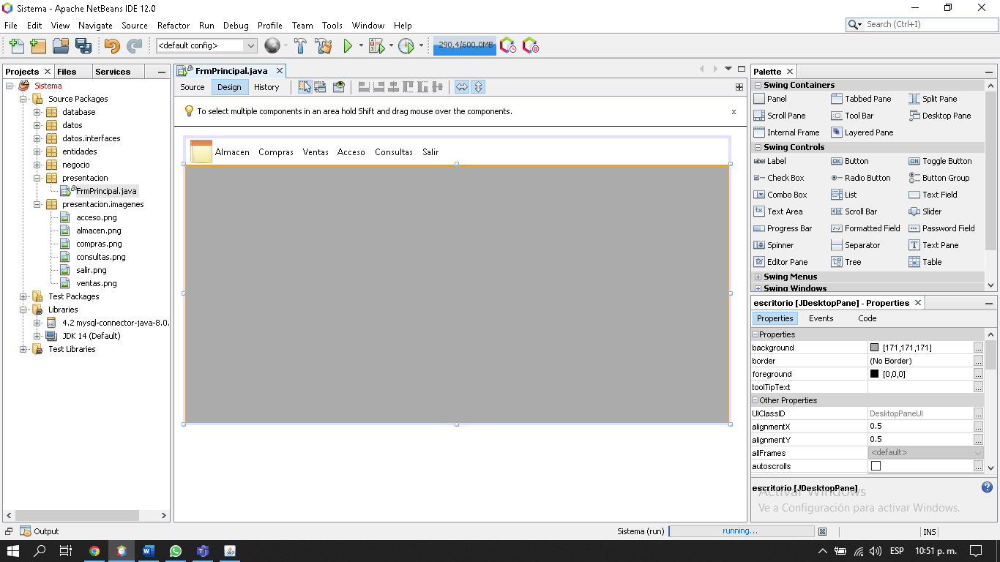 Sistema - Apache NetBeans IDE 12.0
File Edit View Navigate Source Refactor Run Debug Profile Team Tools Window Help
Search (Ctrl+I)
<default config>
290,4/600,0MB
Projects Files Services
Sistema
Source Packages
database
datos
datos.interfaces
entidades
negocio
presentacion
FrmPrincipal.java
presentacion.imagenes
acceso.png
almacen.png
compras.png
consultas.png
salir.png
ventas.png
Test Packages
Libraries
4.2 mysql-connector-java-8.0.
JDK 14 (Default)
Test Libraries
FrmPrincipal.java
Source Design History
To select multiple components in an area hold Shift and drag mouse over the components.
x
Almacen Compras Ventas Acceso Consultas Salir
Palette
Swing Containers
Panel Tabbed Pane Split Pane
Scroll Pane Tool Bar Desktop Pane
Internal Frame Layered Pane
Swing Controls
label Label OK Button ON Toggle Button
Check Box Radio Button Button Group
Combo Box List Text Field
Text Area Scroll Bar Slider
Progress Bar Formatted Field Password Field
Spinner Separator Text Pane
Editor Pane Tree Table
Swing Menus
Swing Windows
escritorio [JDesktopPane] - Properties
Properties Events Code
Properties
background [171,171,171] ...
border (No Border) ...
foreground [0,0,0] ...
toolTipText ...
Other Properties
UIClassID DesktopPaneUI ...
alignmentX 0.5 ...
alignmentY 0.5 ...
allFrames <default>
autoscrolls ...
escritorio [JDesktopPane]
Activar Windows
Ve a Configuración para activar Windows.
Output
Sistema (run) running... INS
ESP 10:51 p. m.